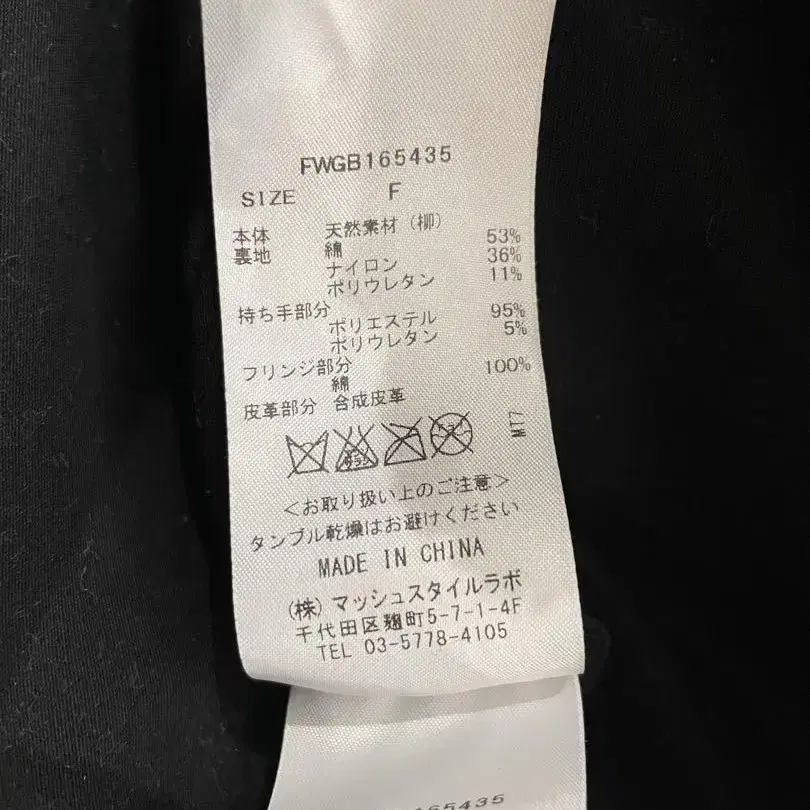 FWGB165435
SIZE F
本体 天然素材(柳)
裏地 綿 53%
ナイロン 36%
ポリウレタン 11%
持ち手部分
ポリエステル 95%
ポリウレタン 5%
フリンジ部分
綿 100%
皮革部分 合成皮革
MT7
<お取り扱い上のご注意>
タンブル乾燥はお避けください
MADE IN CHINA
(株)マッシュスタイルラボ
千代田区麹町5-7-1-4F
TEL 03-5778-4105
165435